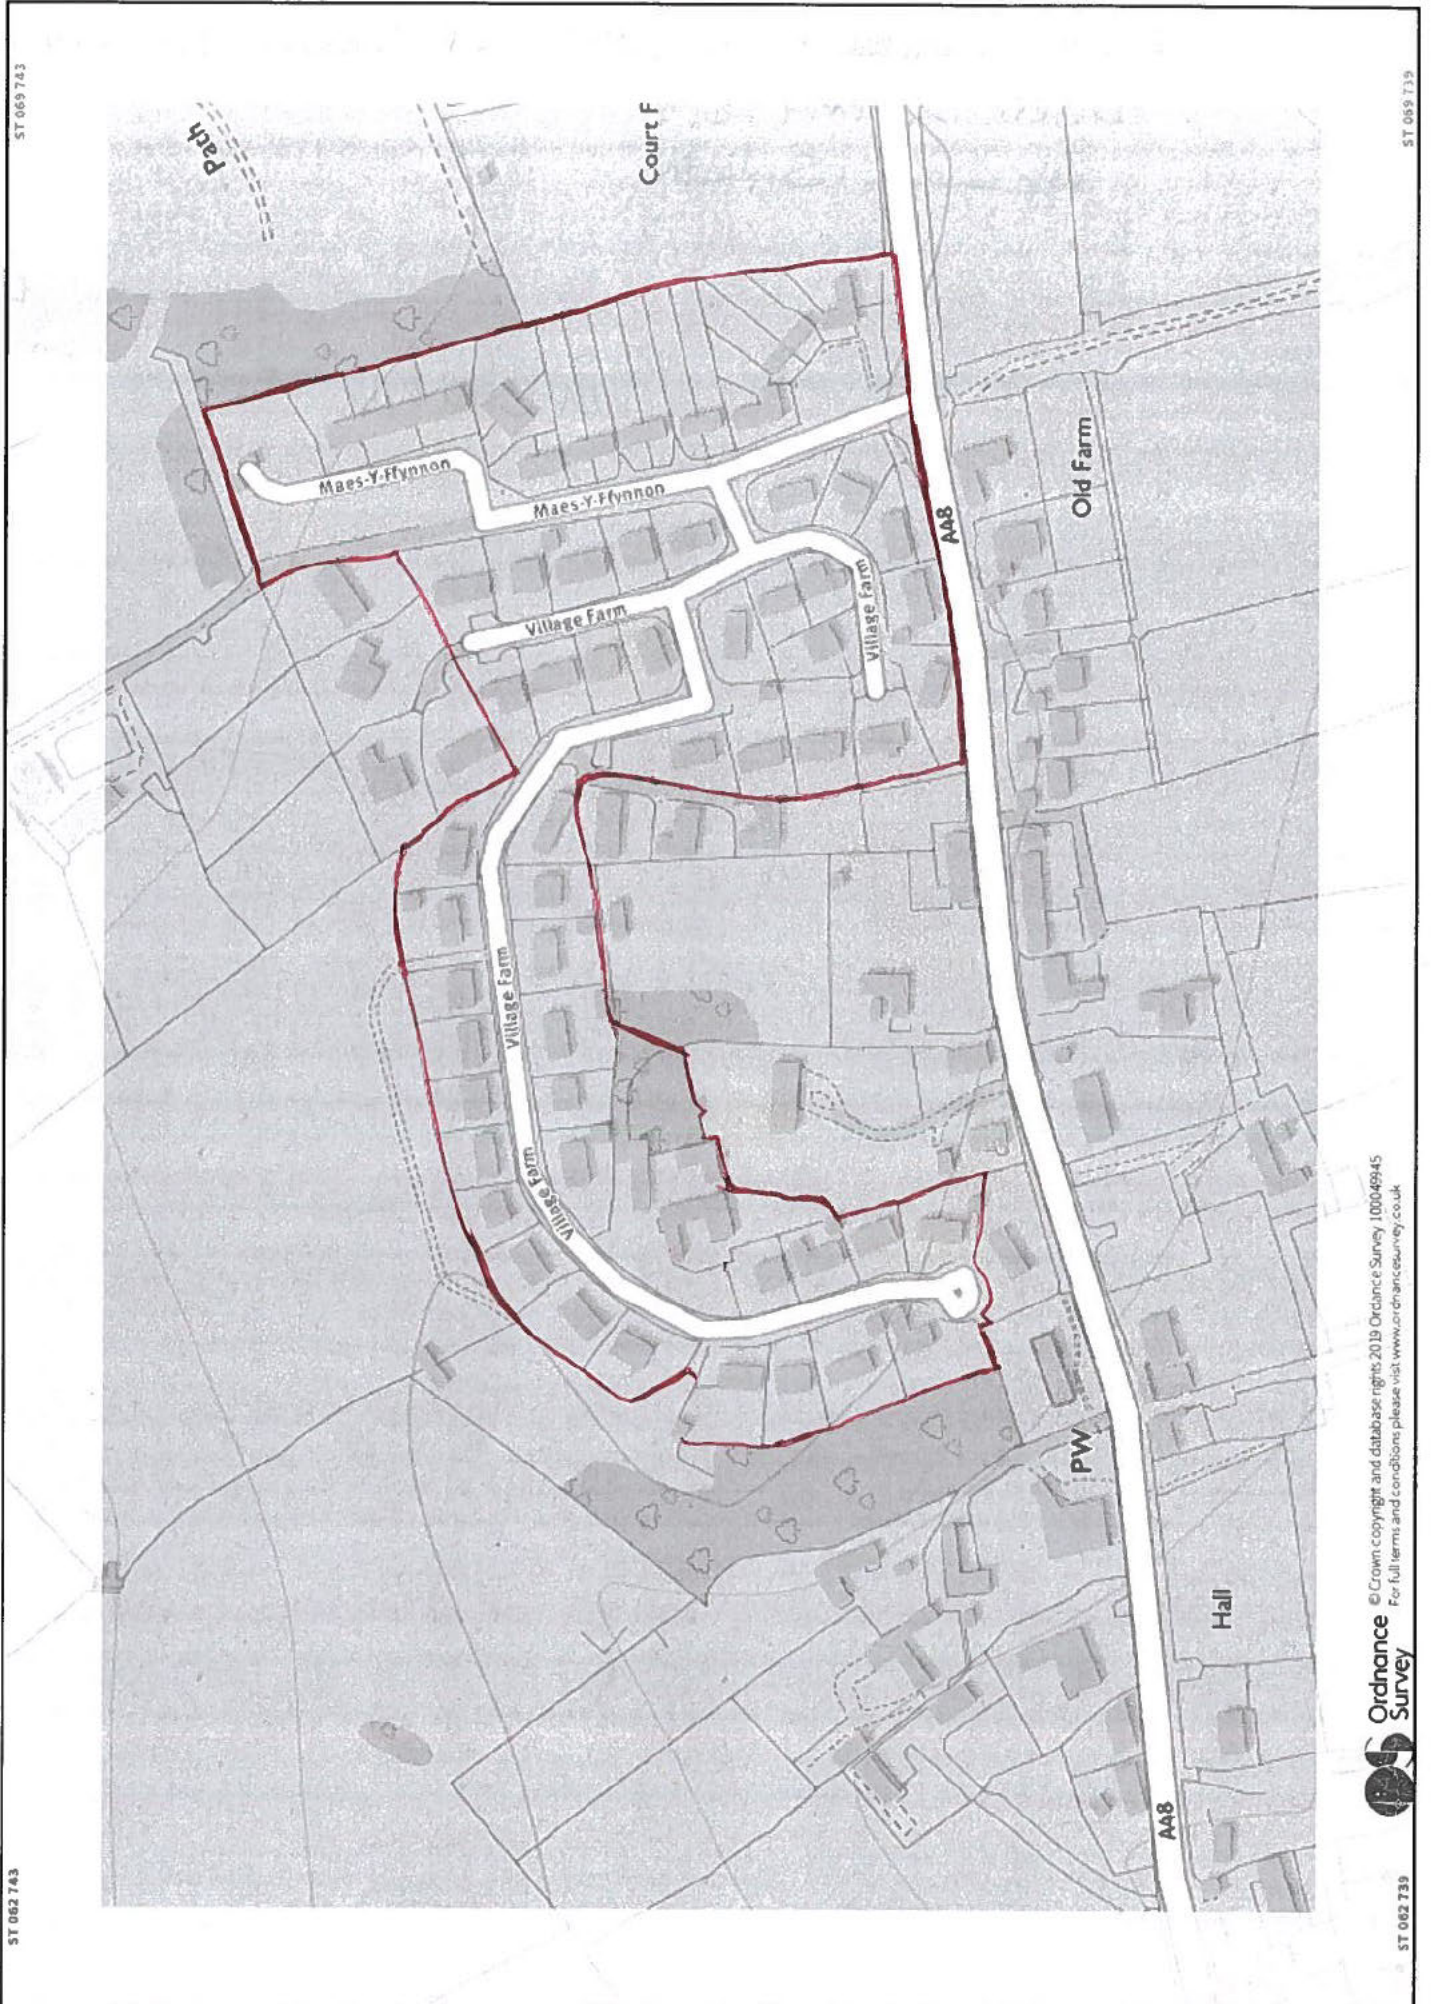 ST 062 743
ST 069 743
Path
Court F
Maes-Y-Ffynnon
Maes-Y-Ffynnon
Village Farm
Village Farm
Village Farm
Village Farm
A48
Old Farm
PW
Hall
A48
ST 062 739
ST 069 739
Ordnance Survey
© Crown copyright and database rights 2019 Ordance Survey 100049945
For full terms and conditions please visit www.ordnancesurvey.co.uk